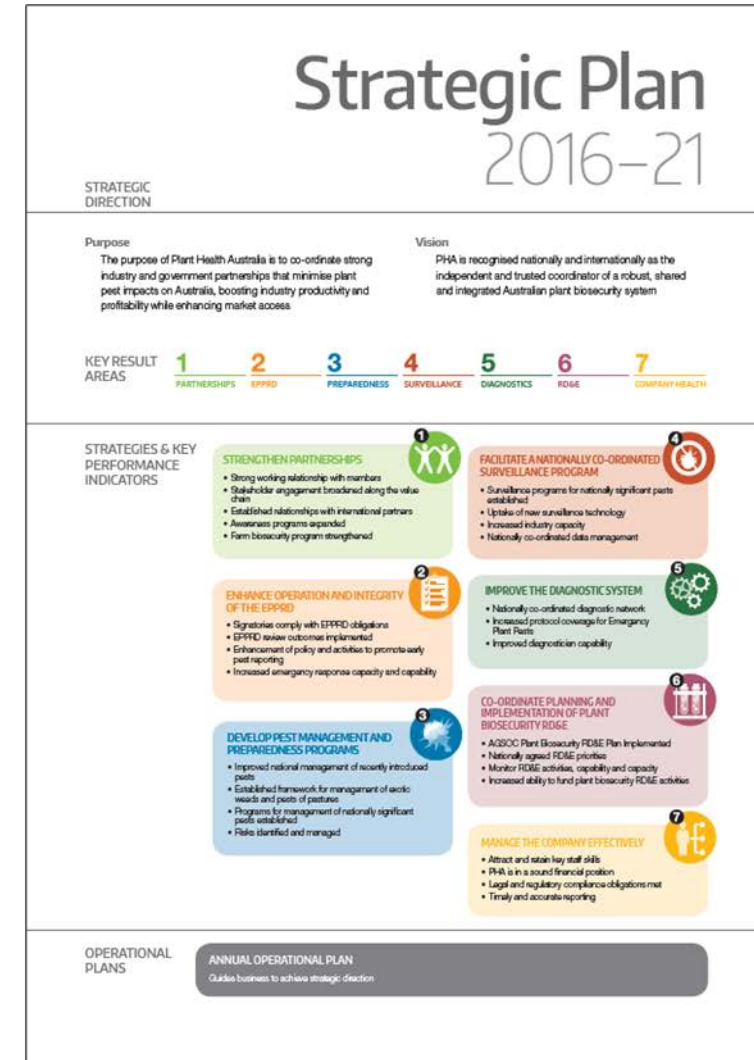 Strategic Plan
2016–21
STRATEGIC
DIRECTION
Purpose
The purpose of Plant Health Australia is to co-ordinate strong
industry and government partnerships that minimise plant
pest impacts on Australia, boosting industry productivity and
profitability while enhancing market access
Vision
PHA is recognised nationally and internationally as the
independent and trusted coordinator of a robust, shared
and integrated Australian plant biosecurity system
KEY RESULT
AREAS
1
PARTNERSHIPS
2
EPPRD
3
PREPAREDNESS
4
SURVEILLANCE
5
DIAGNOSTICS
6
RD&E
7
COMPANY HEALTH
STRATEGIES & KEY
PERFORMANCE
INDICATORS
1
STRENGTHEN PARTNERSHIPS
• Strong working relationship with members
• Stakeholder engagement broadened along the value
chain
• Established relationships with international partners
• Awareness programs expanded
• Farm biosecurity program strengthened
2
ENHANCE OPERATION AND INTEGRITY
OF THE EPPRD
• Signatories comply with EPPRD obligations
• EPPRD review outcomes implemented
• Enhancement of policy and activities to promote early
pest reporting
• Increased emergency response capacity and capability
3
DEVELOP PEST MANAGEMENT AND
PREPAREDNESS PROGRAMS
• Improved national management of recently introduced
pests
• Established framework for management of exotic
weeds and pests of pastures
• Programs for management of nationally significant
pests established
• Risks identified and managed
4
FACILITATE A NATIONALLY CO-ORDINATED
SURVEILLANCE PROGRAM
• Surveillance programs for nationally significant pests
established
• Uptake of new surveillance technology
• Increased industry capacity
• Nationally co-ordinated data management
5
IMPROVE THE DIAGNOSTIC SYSTEM
• Nationally co-ordinated diagnostic network
• Increased protocol coverage for Emergency
Plant Pests
• Improved diagnostician capability
6
CO-ORDINATE PLANNING AND
IMPLEMENTATION OF PLANT
BIOSECURITY RD&E
• AGSOC Plant Biosecurity RD&E Plan Implemented
• Nationally agreed RD&E priorities
• Monitor RD&E activities, capability and capacity
• Increased ability to fund plant biosecurity RD&E activities
7
MANAGE THE COMPANY EFFECTIVELY
• Attract and retain key staff skills
• PHA is in a sound financial position
• Legal and regulatory compliance obligations met
• Timely and accurate reporting
OPERATIONAL
PLANS
ANNUAL OPERATIONAL PLAN
Guides business to achieve strategic direction